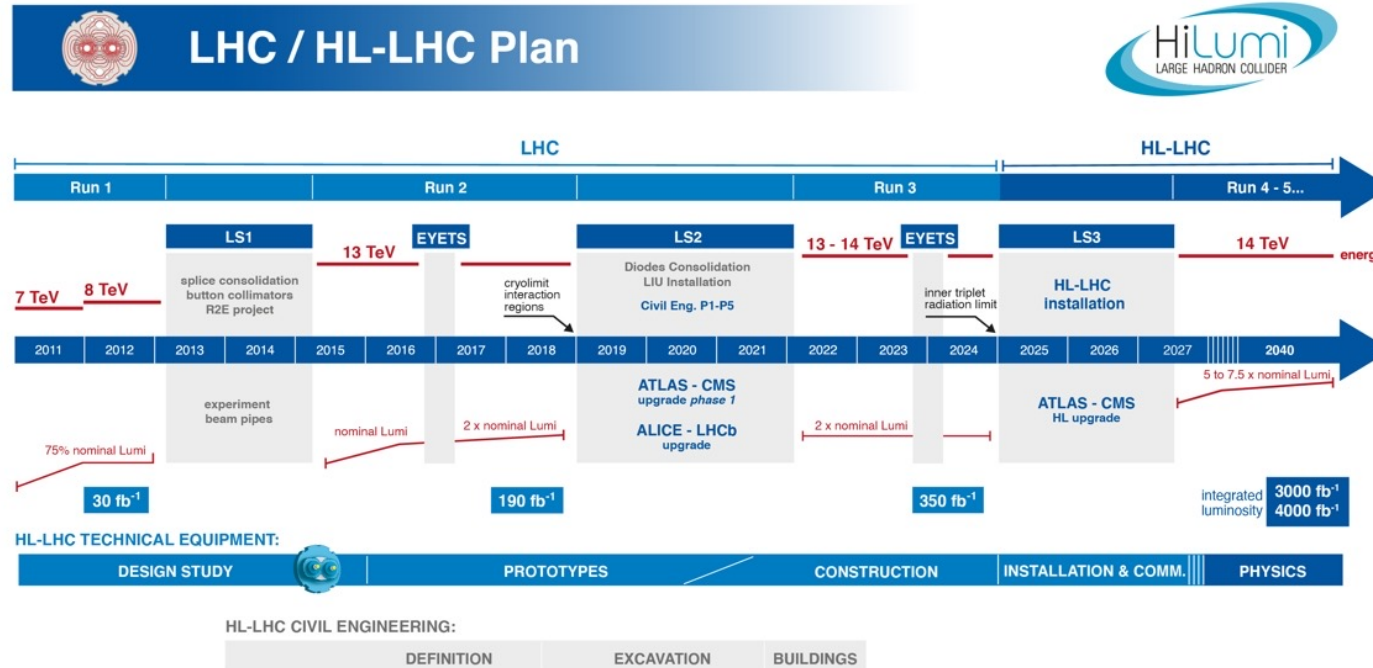 LHC / HL-LHC Plan
HiLumi
LARGE HADRON COLLIDER
LHC
HL-LHC
Run 1
Run 2
Run 3
Run 4 - 5...
LS1
EYETS
LS2
EYETS
LS3
7 TeV
8 TeV
13 TeV
13 - 14 TeV
14 TeV
energ
splice consolidation
button collimators
R2E project
cryolimit
interaction
regions
Diodes Consolidation
LIU Installation
Civil Eng. P1-P5
inner triplet
radiation limit
HL-LHC
installation
2011
2012
2013
2014
2015
2016
2017
2018
2019
2020
2021
2022
2023
2024
2025
2026
2027
2040
75% nominal Lumi
experiment
beam pipes
nominal Lumi
2 x nominal Lumi
ATLAS - CMS
upgrade phase 1
ALICE - LHCb
upgrade
2 x nominal Lumi
ATLAS - CMS
HL upgrade
5 to 7.5 x nominal Lumi
30 fb⁻¹
190 fb⁻¹
350 fb⁻¹
integrated
luminosity
3000 fb⁻¹
4000 fb⁻¹
HL-LHC TECHNICAL EQUIPMENT:
DESIGN STUDY
PROTOTYPES
CONSTRUCTION
INSTALLATION & COMM.
PHYSICS
HL-LHC CIVIL ENGINEERING:
DEFINITION
EXCAVATION
BUILDINGS